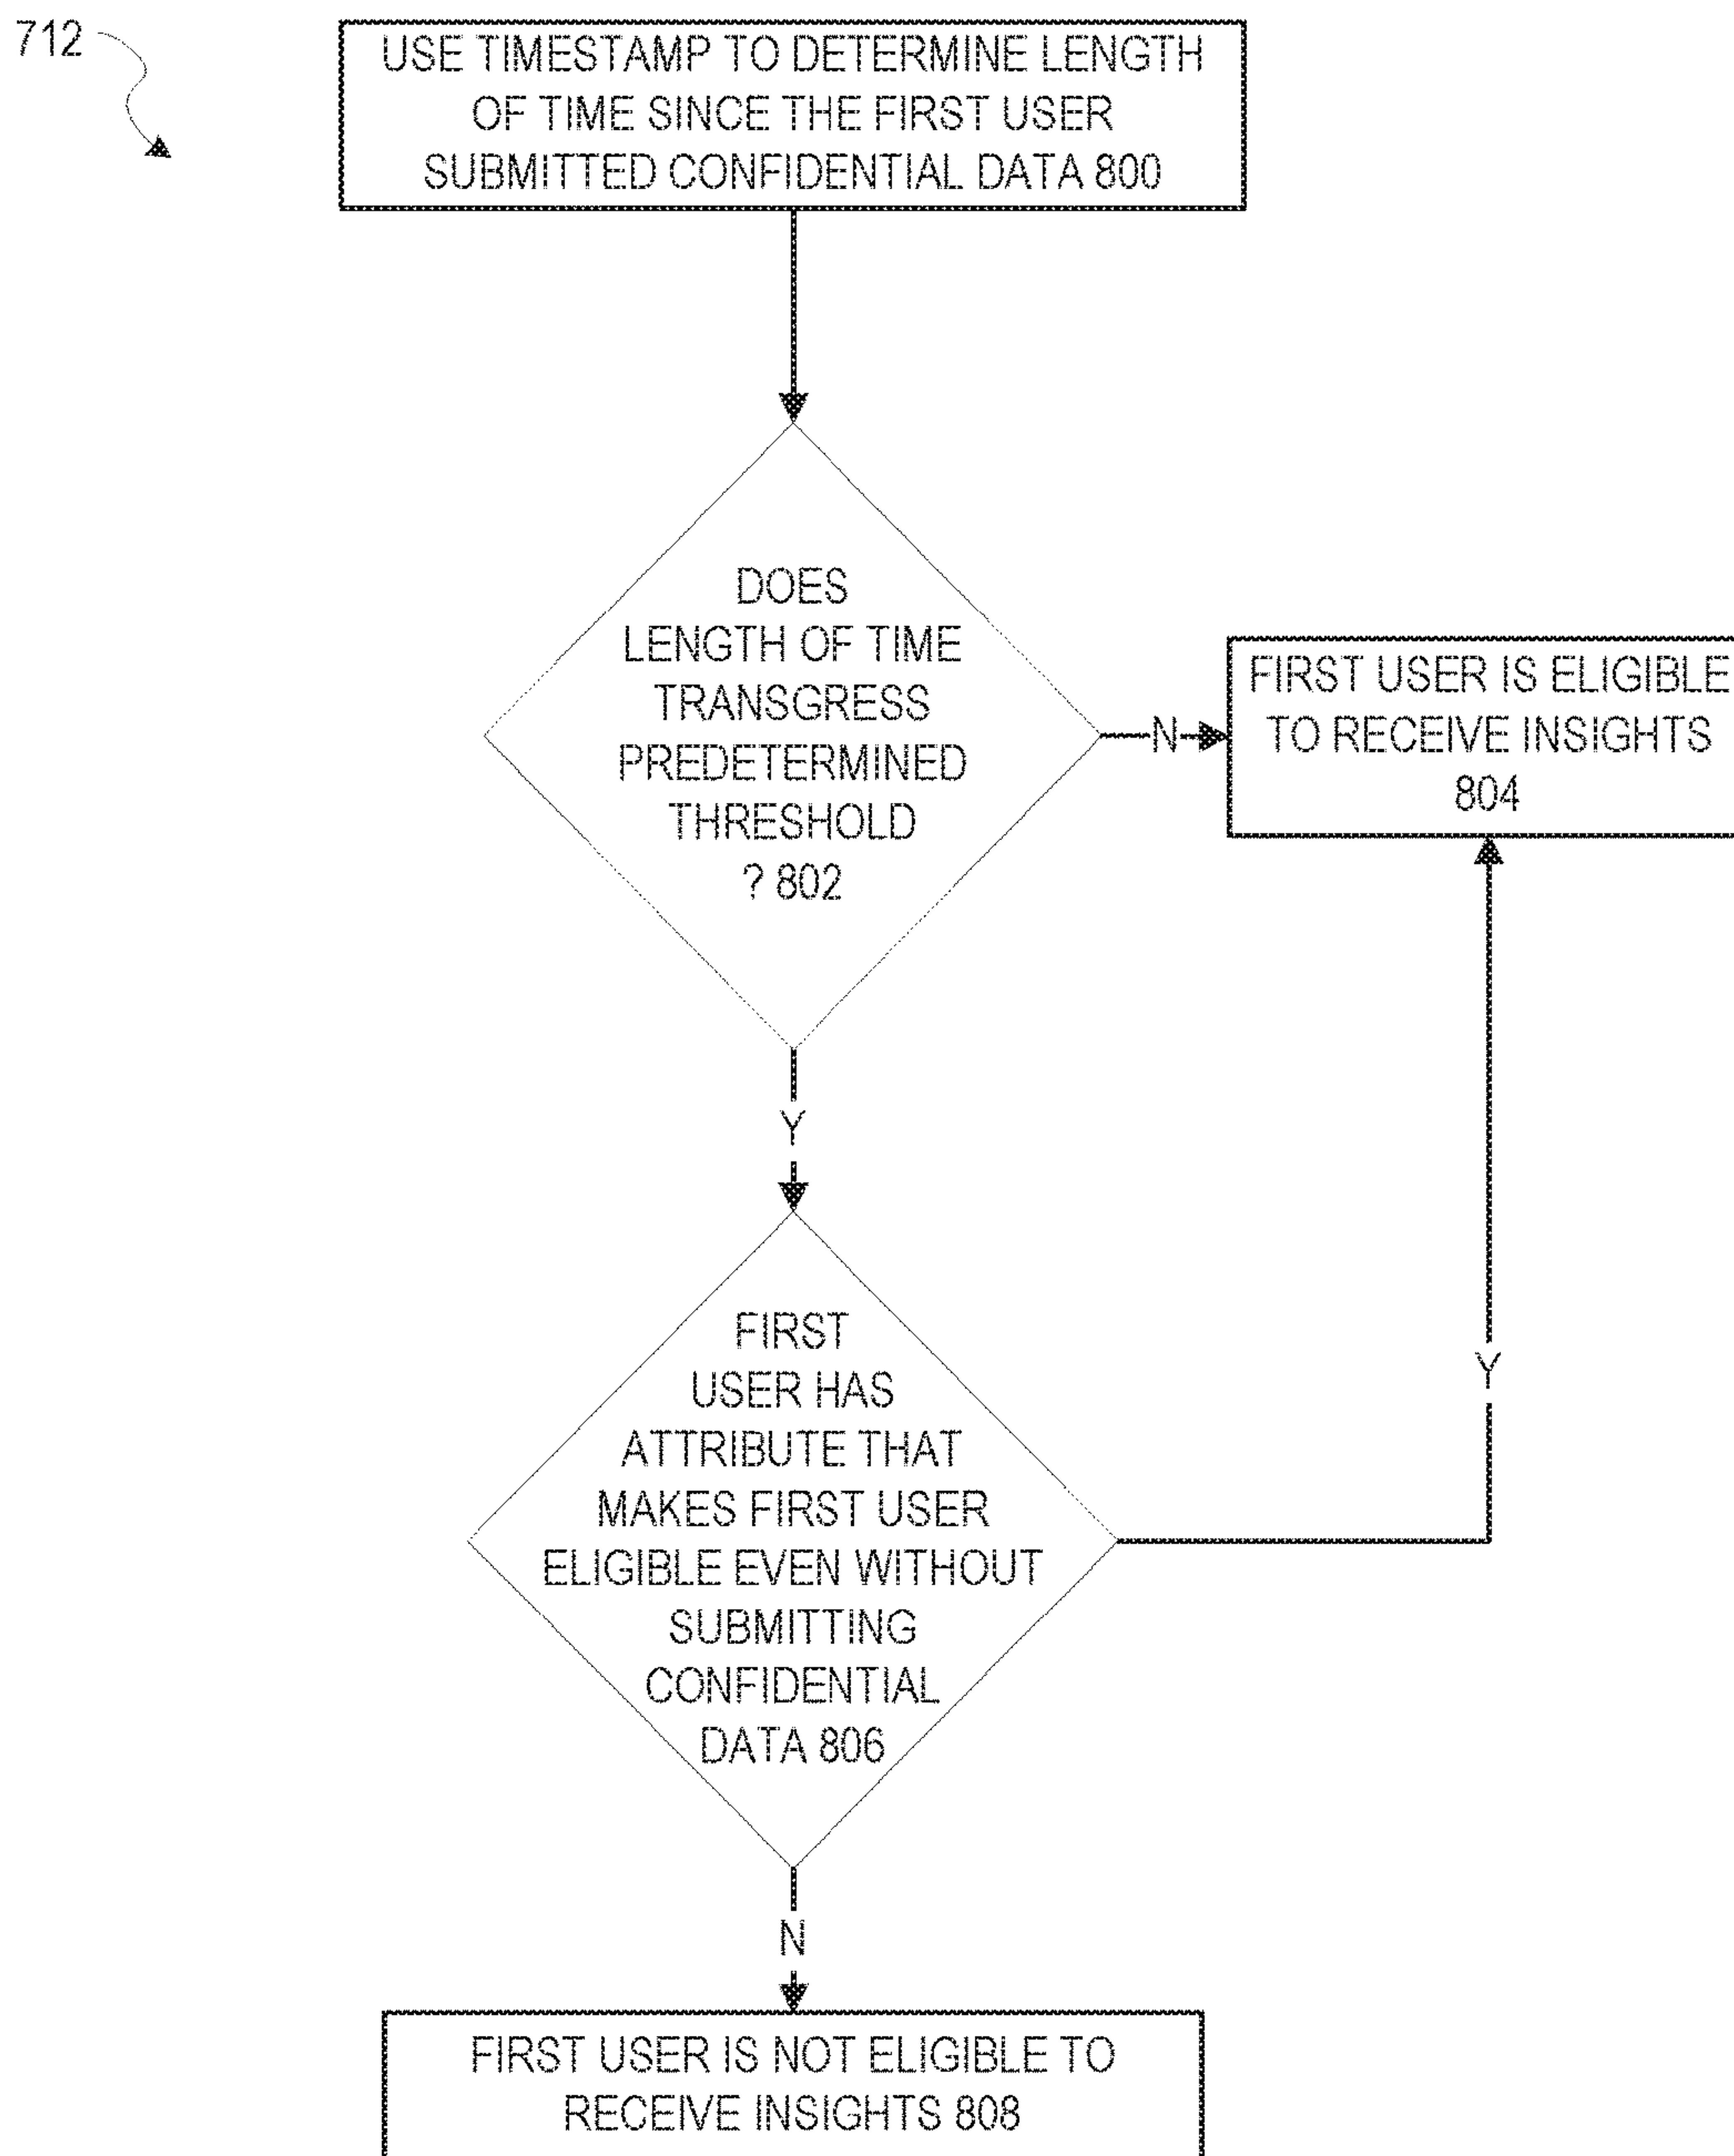 712
USE TIMESTAMP TO DETERMINE LENGTH
OF TIME SINCE THE FIRST USER
SUBMITTED CONFIDENTIAL DATA 800
DOES
LENGTH OF TIME
TRANSGRESS
PREDETERMINED
THRESHOLD
? 802
N
FIRST USER IS ELIGIBLE
TO RECEIVE INSIGHTS
804
Y
FIRST
USER HAS
ATTRIBUTE THAT
MAKES FIRST USER
ELIGIBLE EVEN WITHOUT
SUBMITTING
CONFIDENTIAL
DATA 806
Y
N
FIRST USER IS NOT ELIGIBLE TO
RECEIVE INSIGHTS 808